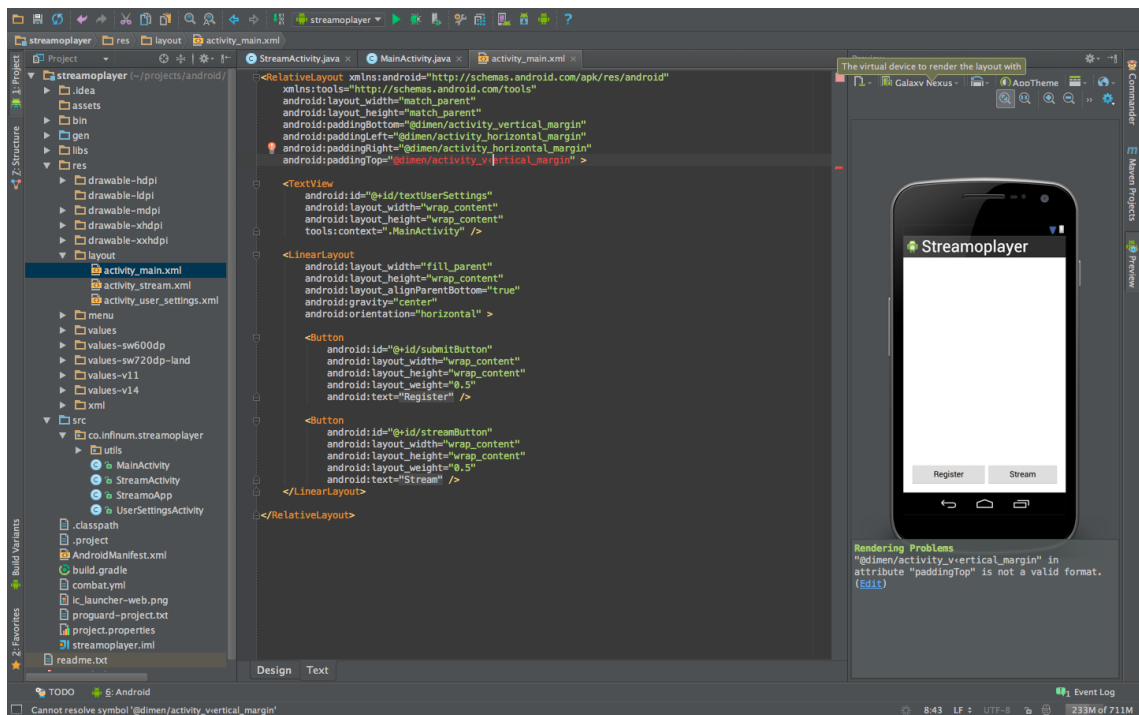 streamoplayer
streamoplayer res layout activity_main.xml
Project
StreamActivity.java × MainActivity.java × activity_main.xml ×
The virtual device to render the layout with
Galaxy Nexus AppTheme
1: Project
Z: Structure
Build Variants
2: Favorites
streamoplayer (~/projects/android/
.idea
assets
bin
gen
libs
res
drawable-hdpi
drawable-ldpi
drawable-mdpi
drawable-xhdpi
drawable-xxhdpi
layout
activity_main.xml
activity_stream.xml
activity_user_settings.xml
menu
values
values-sw600dp
values-sw720dp-land
values-v11
values-v14
xml
src
co.infinum.streamoplayer
utils
MainActivity
StreamActivity
StreamoApp
UserSettingsActivity
.classpath
.project
AndroidManifest.xml
build.gradle
combat.yml
ic_launcher-web.png
proguard-project.txt
project.properties
streamoplayer.iml
readme.txt
<RelativeLayout xmlns:android="http://schemas.android.com/apk/res/android"
xmlns:tools="http://schemas.android.com/tools"
android:layout_width="match_parent"
android:layout_height="match_parent"
android:paddingBottom="@dimen/activity_vertical_margin"
android:paddingLeft="@dimen/activity_horizontal_margin"
android:paddingRight="@dimen/activity_horizontal_margin"
android:paddingTop="@dimen/activity_v‹ertical_margin" >
<TextView
android:id="@+id/textUserSettings"
android:layout_width="wrap_content"
android:layout_height="wrap_content"
tools:context=".MainActivity" />
<LinearLayout
android:layout_width="fill_parent"
android:layout_height="wrap_content"
android:layout_alignParentBottom="true"
android:gravity="center"
android:orientation="horizontal" >
<Button
android:id="@+id/submitButton"
android:layout_width="wrap_content"
android:layout_height="wrap_content"
android:layout_weight="0.5"
android:text="Register" />
<Button
android:id="@+id/streamButton"
android:layout_width="wrap_content"
android:layout_height="wrap_content"
android:layout_weight="0.5"
android:text="Stream" />
</LinearLayout>
</RelativeLayout>
Design Text
Streamoplayer
Register Stream
Rendering Problems
"@dimen/activity_v‹ertical_margin" in
attribute "paddingTop" is not a valid format.
(Edit)
Commander
Maven Projects
Preview
TODO 6: Android
1 Event Log
Cannot resolve symbol '@dimen/activity_v‹ertical_margin'
8:43 LF UTF-8 233M of 711M